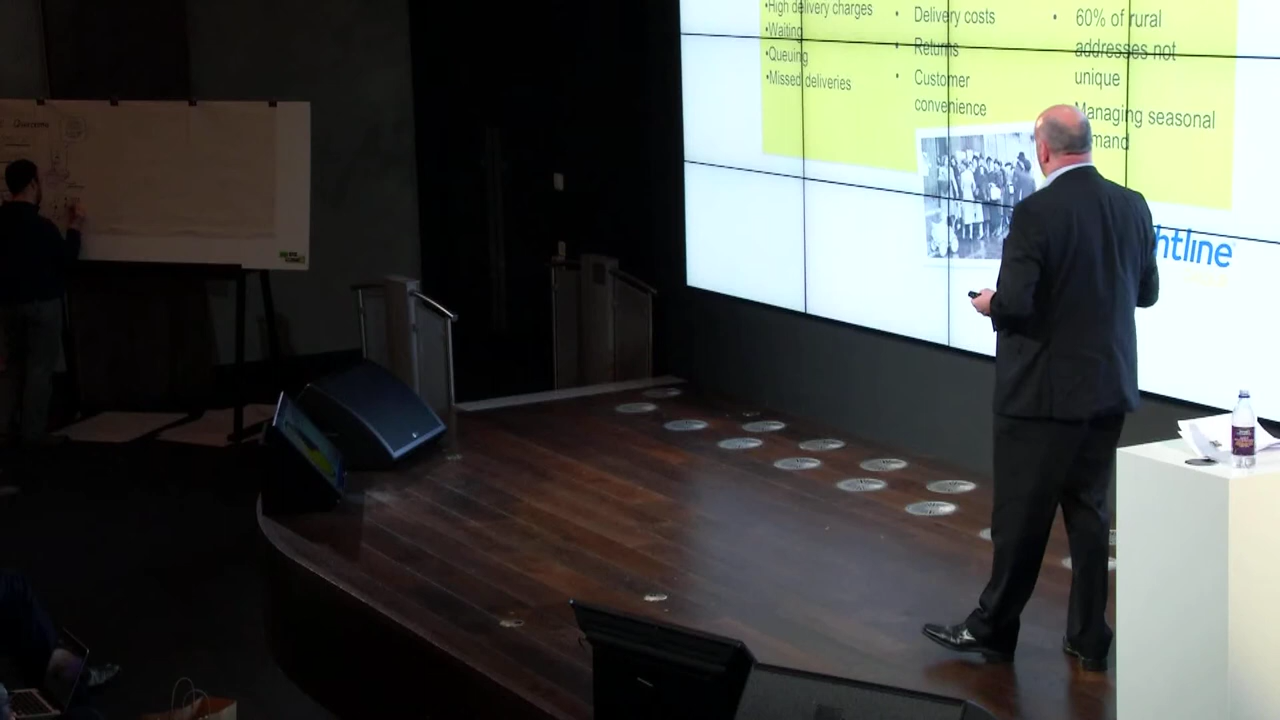 •High delivery charges
•Waiting
•Queuing
•Missed deliveries
• Delivery costs
• Returns
• Customer
convenience
• 60% of rural
addresses not
unique
Managing seasonal
mand
htline